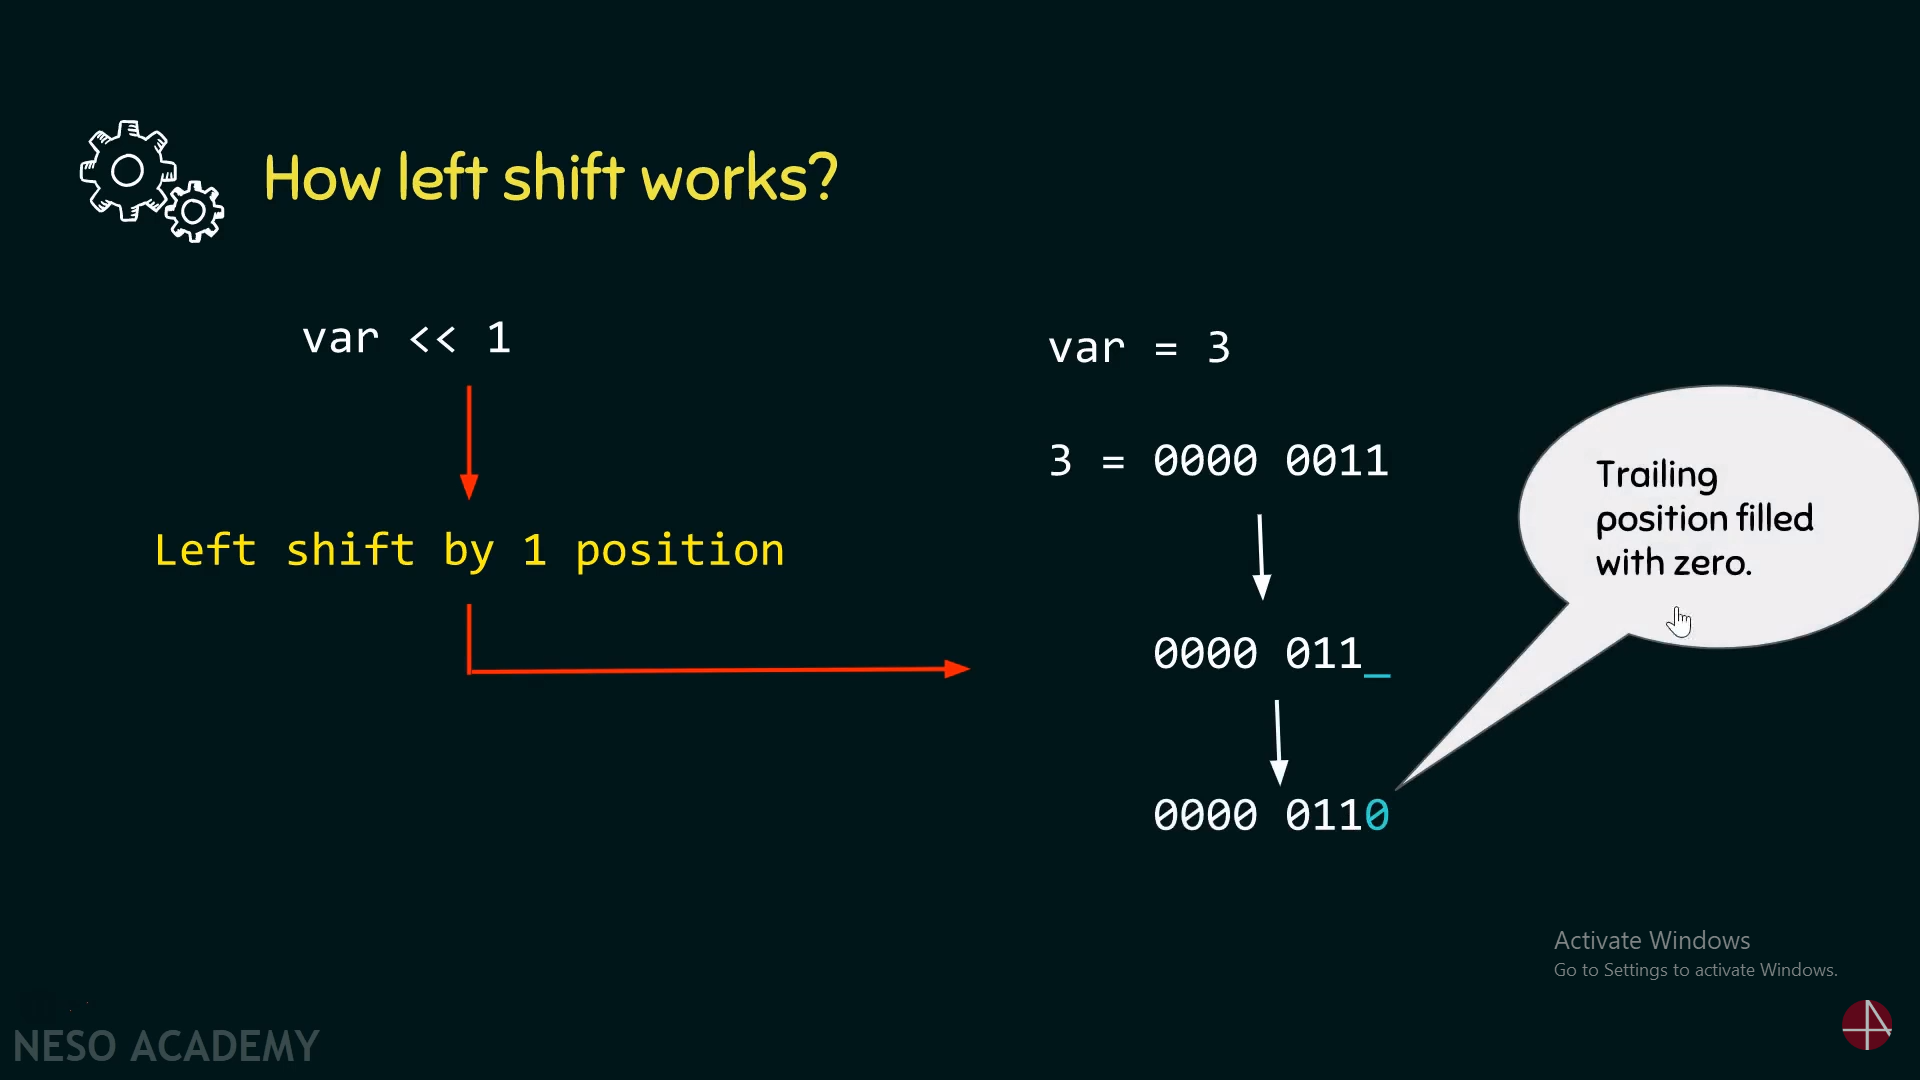 How left shift works?
var << 1
Left shift by 1 position
var = 3
3 = 0000 0011
0000 011_
0000 0110
Trailing
position filled
with zero.
Activate Windows
Go to Settings to activate Windows.
NESO ACADEMY